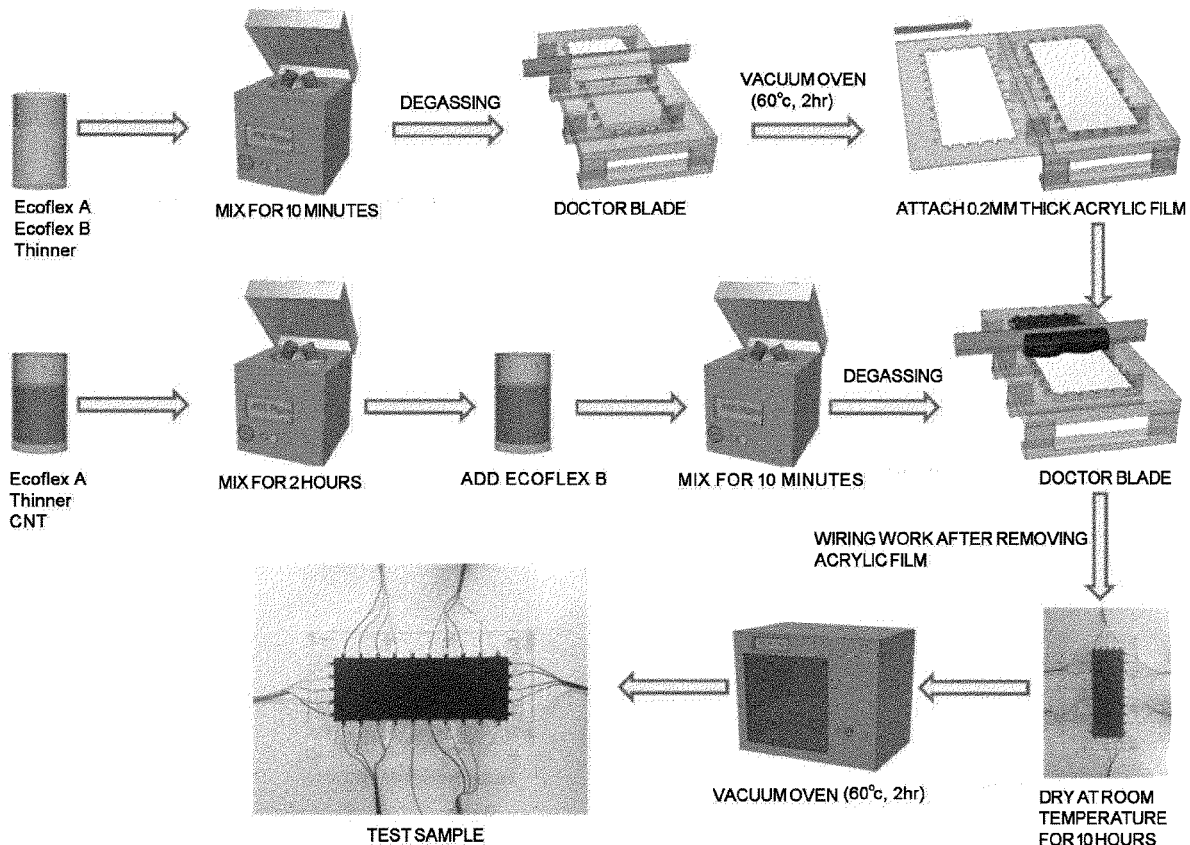 DEGASSING
VACUUM OVEN
(60°c, 2hr)
Ecoflex A
Ecoflex B
Thinner
MIX FOR 10 MINUTES
DOCTOR BLADE
ATTACH 0.2MM THICK ACRYLIC FILM
DEGASSING
Ecoflex A
Thinner
CNT
MIX FOR 2 HOURS
ADD ECOFLEX B
MIX FOR 10 MINUTES
DOCTOR BLADE
WIRING WORK AFTER REMOVING
ACRYLIC FILM
TEST SAMPLE
VACUUM OVEN (60°c, 2hr)
DRY AT ROOM
TEMPERATURE
FOR 10 HOURS